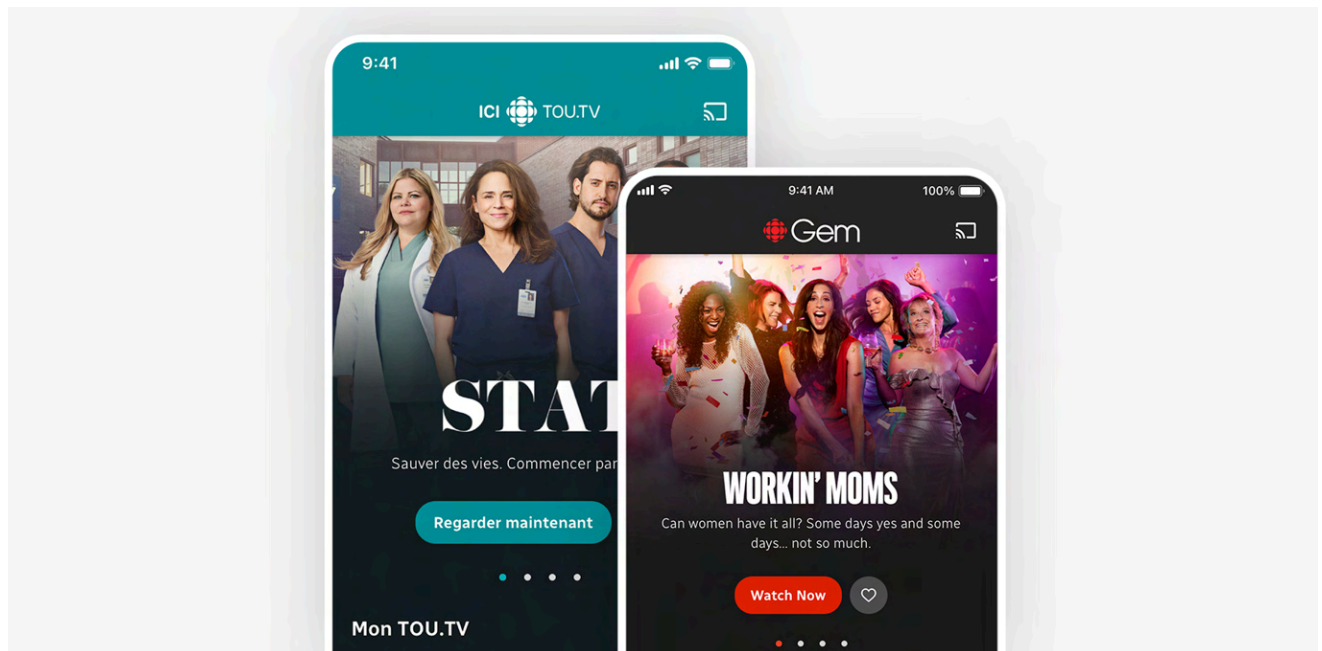 9:41
ICI TOU.TV
STAT
Sauver des vies. Commencer par
Regarder maintenant
Mon TOU.TV
9:41 AM
100%
Gem
WORKIN' MOMS
Can women have it all? Some days yes and some
days... not so much.
Watch Now